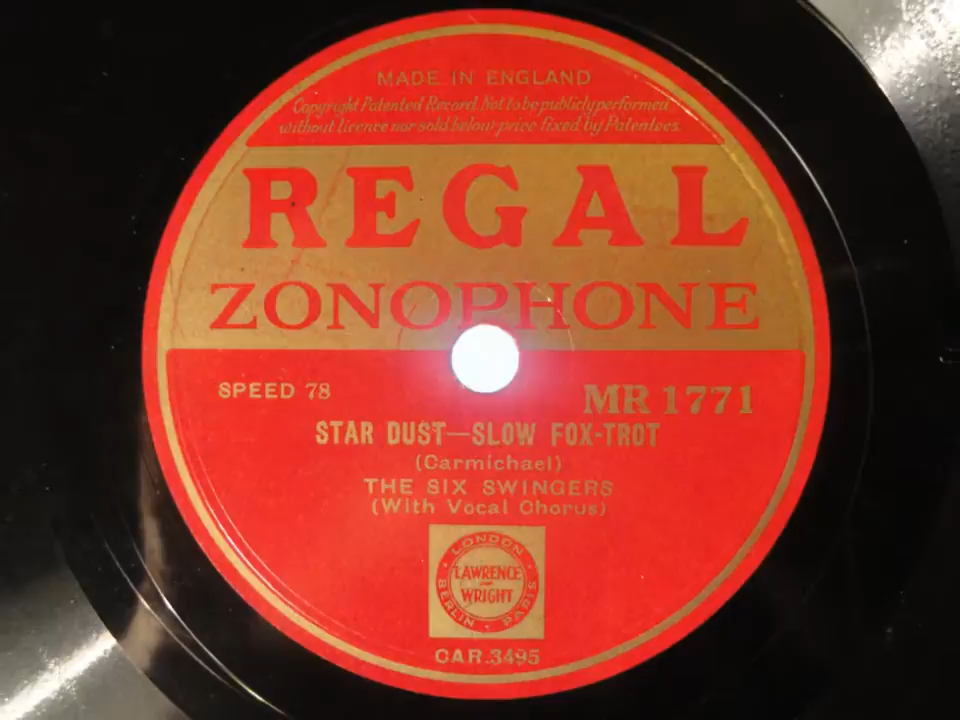 MADE IN ENGLAND
Copyright Patented Record Not to be publicly performed
without licence nor sold below price fixed by Patentees.
REGAL
ZONOPHONE
SPEED 78
MR 1771
STAR DUST—SLOW FOX-TROT
(Carmichael)
THE SIX SWINGERS
(With Vocal Chorus)
LONDON
LAWRENCE
WRIGHT
BERLIN • PARIS
CAR.3495